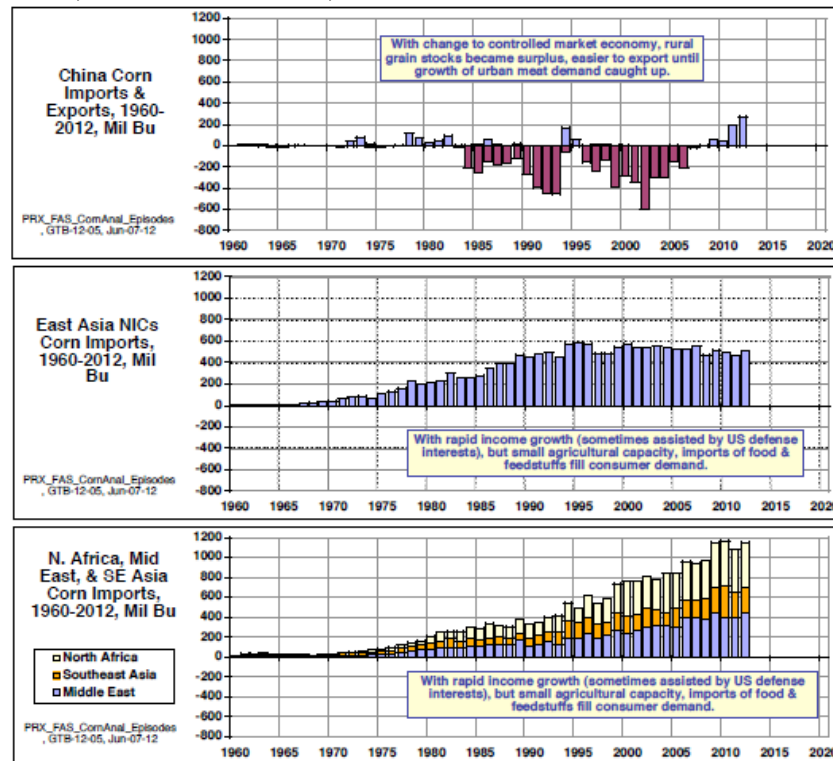 China Corn
Imports &
Exports, 1960-
2012, Mil Bu
PRX_FAS_CornAnal_Episodes
, GTB-12-05, Jun-07-12
1200
1000
800
600
400
200
0
-200
-400
-600
-800
With change to controlled market economy, rural
grain stocks became surplus, easier to export until
growth of urban meat demand caught up.
1960 1965 1970 1975 1980 1985 1990 1995 2000 2005 2010 2015 2020
East Asia NICs
Corn Imports,
1960-2012, Mil
Bu
PRX_FAS_CornAnal_Episodes
, GTB-12-05, Jun-07-12
1200
1000
800
600
400
200
0
-200
-400
-600
-800
With rapid income growth (sometimes assisted by US defense
interests), but small agricultural capacity, imports of food &
feedstuffs fill consumer demand.
1960 1965 1970 1975 1980 1985 1990 1995 2000 2005 2010 2015 2020
N. Africa, Mid
East, & SE Asia
Corn Imports,
1960-2012, Mil Bu
North Africa
Southeast Asia
Middle East
PRX_FAS_CornAnal_Episodes
, GTB-12-05, Jun-07-12
1200
1000
800
600
400
200
0
-200
-400
-600
-800
With rapid income growth (sometimes assisted by US defense
interests), but small agricultural capacity, imports of food &
feedstuffs fill consumer demand.
1960 1965 1970 1975 1980 1985 1990 1995 2000 2005 2010 2015 2020